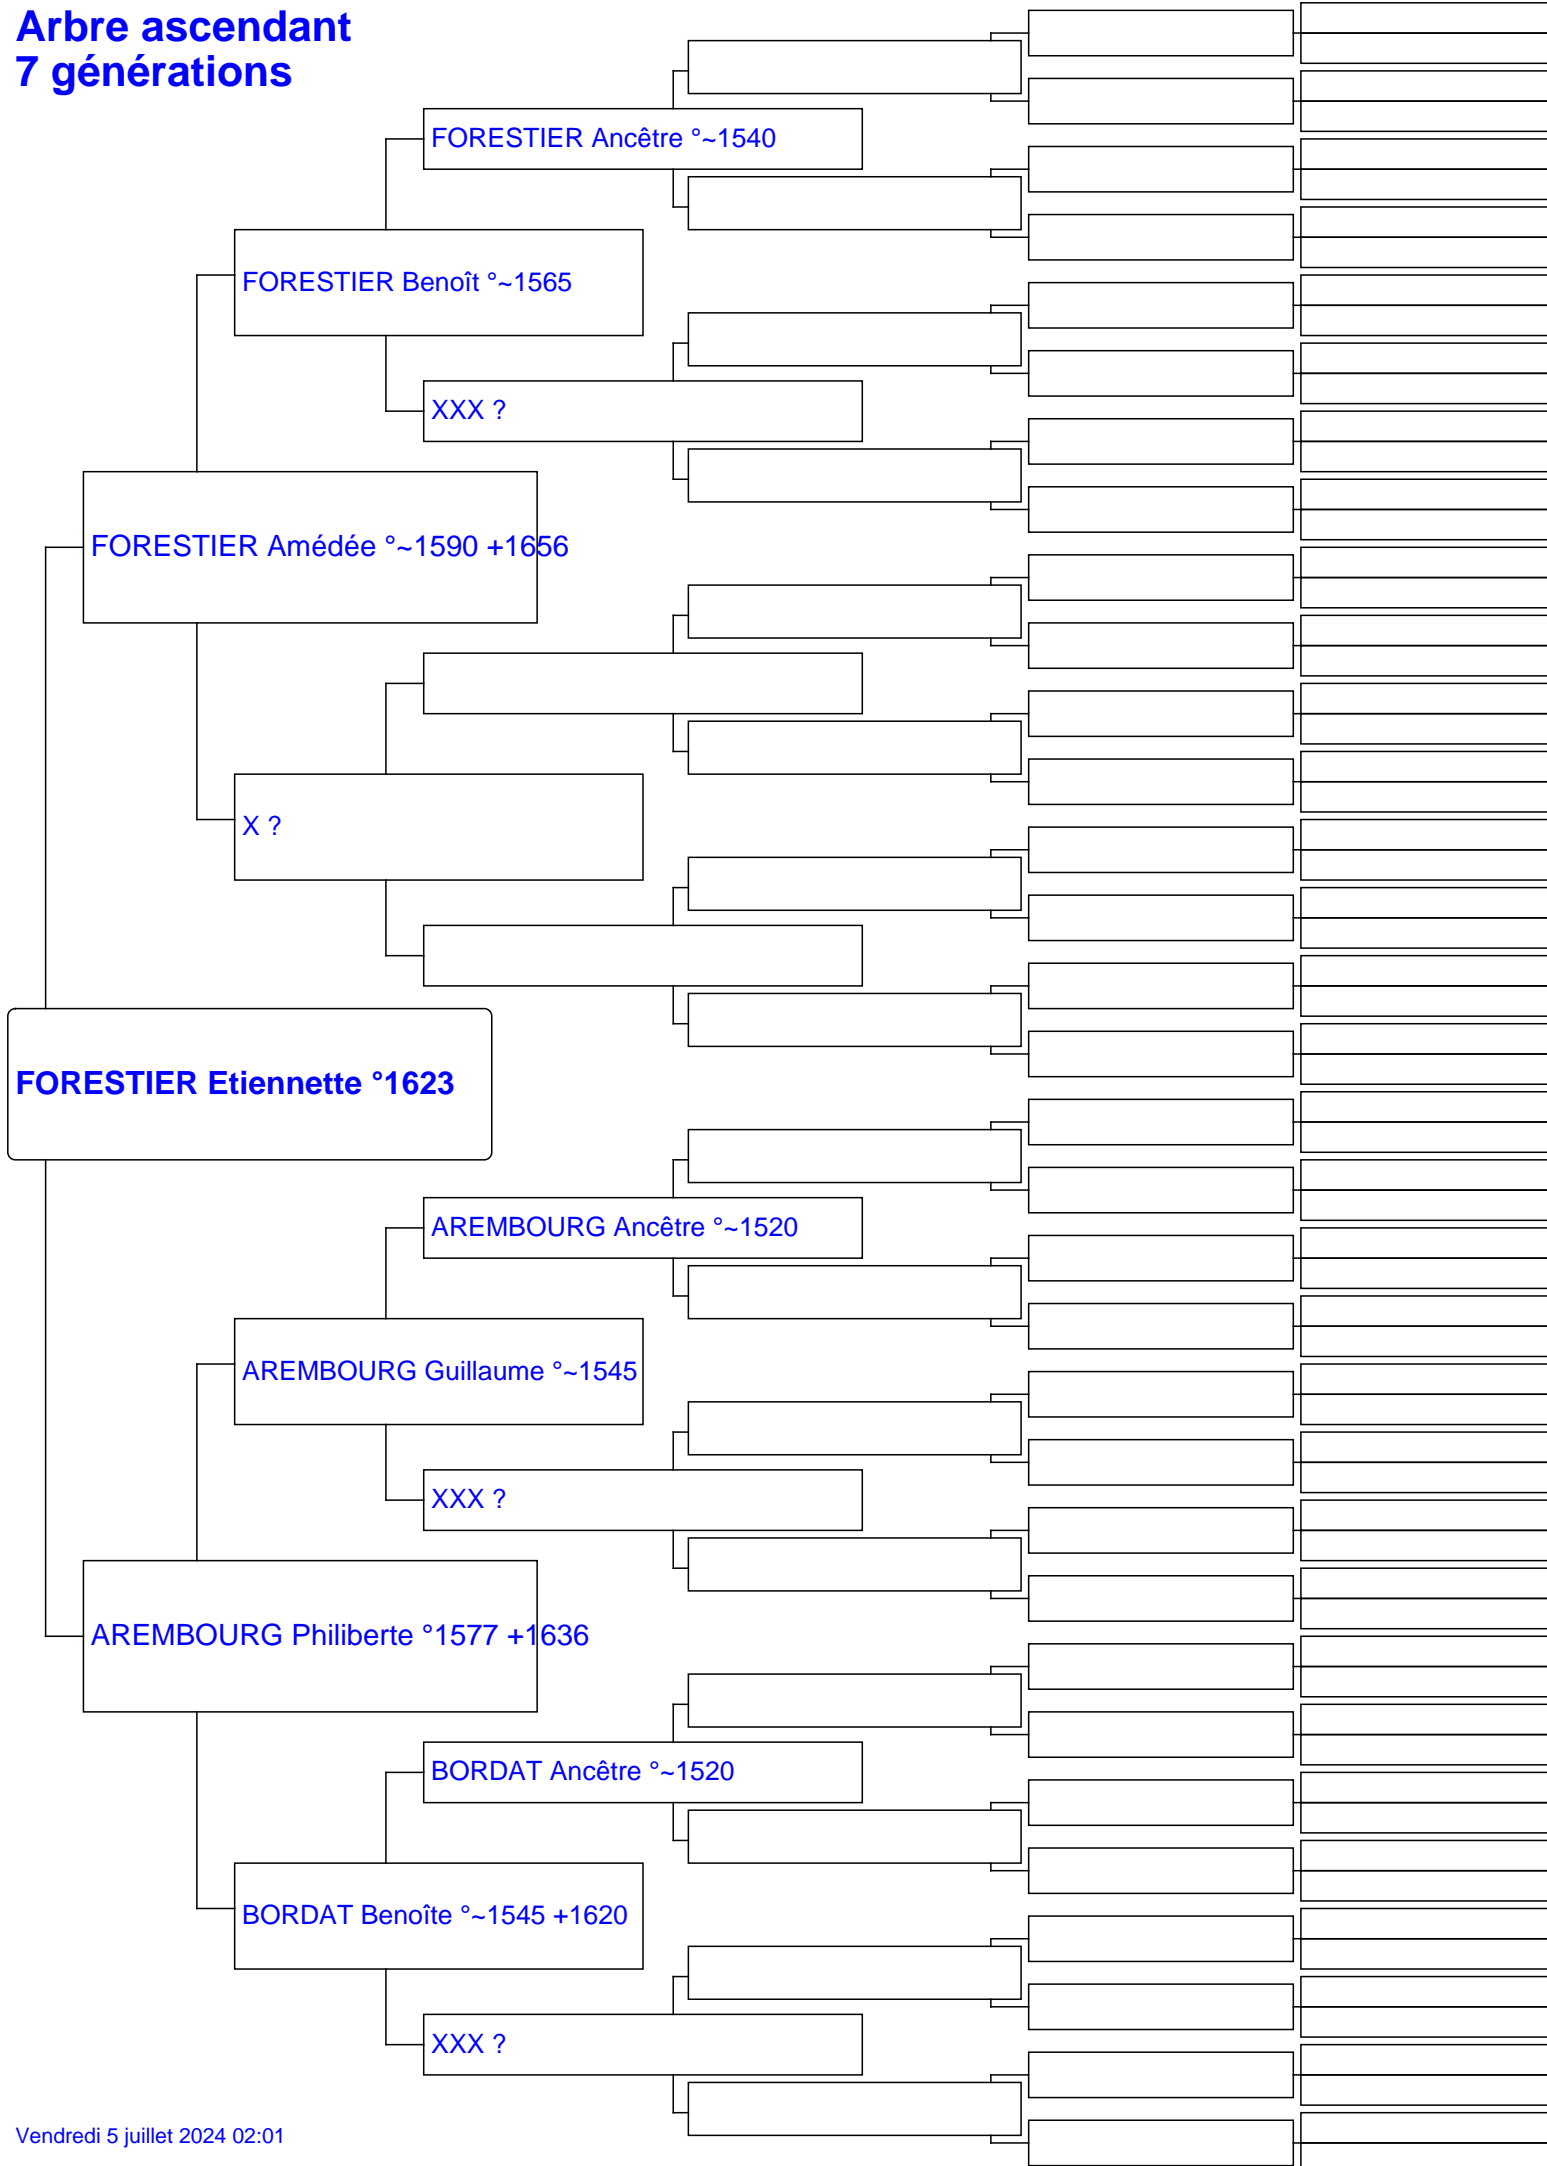 Arbre ascendant
7 générations
FORESTIER Ancêtre °~1540
FORESTIER Benoît °~1565
XXX ?
FORESTIER Amédée °~1590 +1656
X ?
FORESTIER Etiennette °1623
AREMBOURG Ancêtre °~1520
AREMBOURG Guillaume °~1545
XXX ?
AREMBOURG Philiberte °1577 +1636
BORDAT Ancêtre °~1520
BORDAT Benoîte °~1545 +1620
XXX ?
Vendredi 5 juillet 2024 02:01